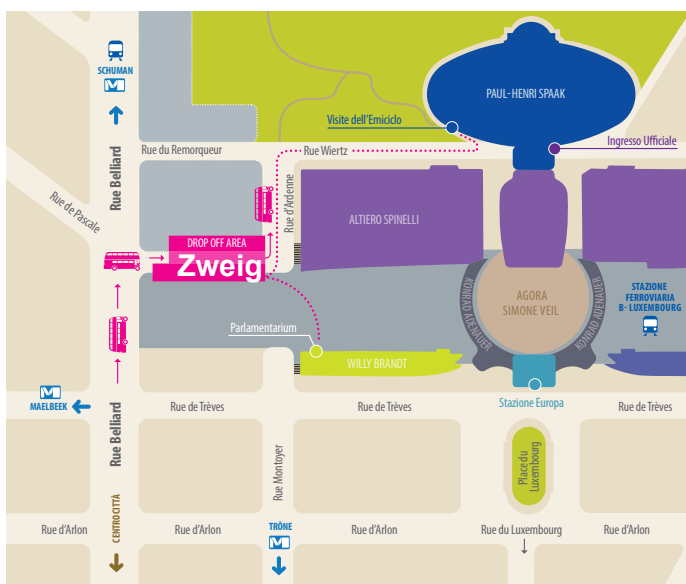 SCHUMAN
M
PAUL-HENRI SPAAK
Visite dell'Emiciclo
Ingresso Ufficiale
Rue du Remorqueur
Rue Wiertz
Rue Belliard
Rue de Pascale
Rue d'Ardenne
ALTIERO SPINELLI
DROP OFF AREA
Zweig
KONRAD ADENAUER
AGORA
SIMONE VEIL
KONRAD ADENAUER
STAZIONE
FERROVIARIA
B-LUXEMBOURG
Parlamentarium
WILLY BRANDT
M
MAELBEEK
Rue de Trèves
Rue de Trèves
Stazione Europa
Rue de Trèves
Rue Belliard
Rue Montoyer
Place du
Luxembourg
CENTROCITTÀ
Rue d'Arlon
Rue d'Arlon
TRÔNE
M
Rue d'Arlon
Rue du Luxembourg
Rue d'Arlon